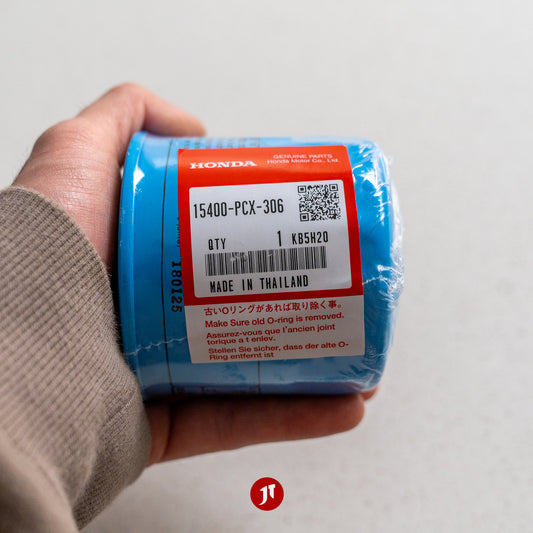 HONDA
GENUINE PARTS
Honda Motor Co., Ltd.
15400-PCX-306
QTY 1 KB5H20
MADE IN THAILAND
古いOリングがあれば取り除く事。
Make Sure old O-ring is removed.
Assurez-vous que l'ancien joint
torique a t enlev.
Stellen Sie sicher, dass der alte O-
Ring entfernt ist
180125